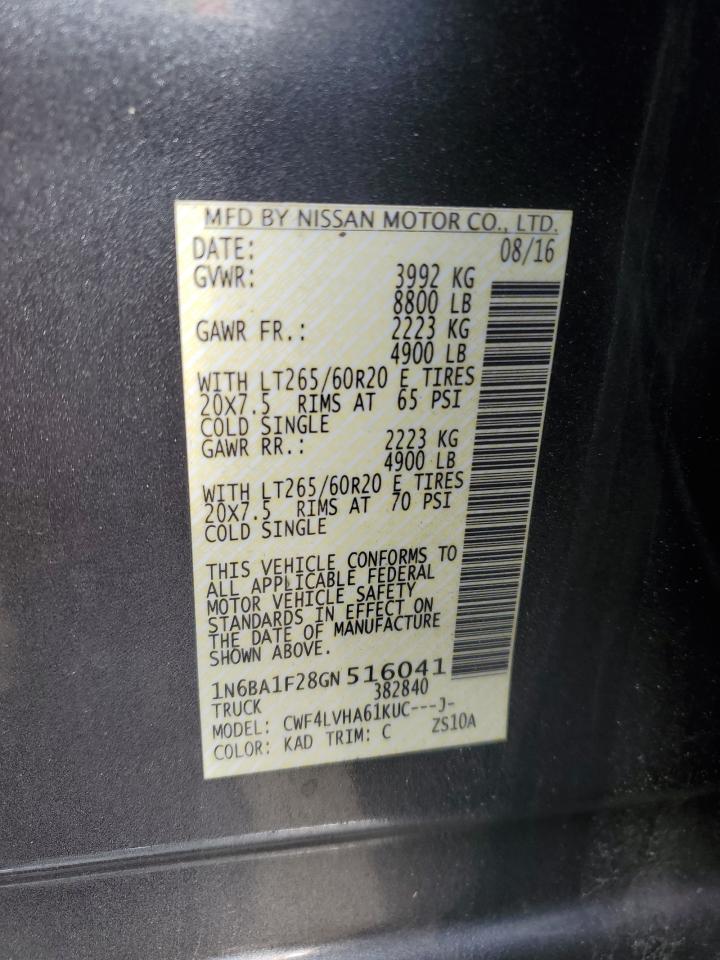 MFD BY NISSAN MOTOR CO., LTD.
DATE: 08/16
GVWR: 3992 KG
8800 LB
GAWR FR.: 2223 KG
4900 LB
WITH LT265/60R20 E TIRES
20X7.5 RIMS AT 65 PSI
COLD SINGLE
GAWR RR.: 2223 KG
4900 LB
WITH LT265/60R20 E TIRES
20X7.5 RIMS AT 70 PSI
COLD SINGLE
THIS VEHICLE CONFORMS TO
ALL APPLICABLE FEDERAL
MOTOR VEHICLE SAFETY
STANDARDS IN EFFECT ON
THE DATE OF MANUFACTURE
SHOWN ABOVE.
1N6BA1F28GN516041
TRUCK 382840
MODEL: CWF4LVHA61KUC---J-
COLOR: KAD TRIM: C ZS10A